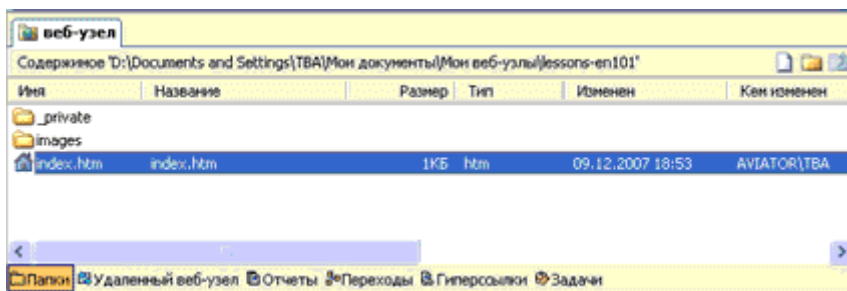 веб-узел
Содержимое 'D:\Documents and Settings\TBA\Мои документы\Мои веб-узлы\lessons-en101'
Имя Название Размер Тип Изменен Кем изменен
_private
images
index.htm index.htm 1КБ htm 09.12.2007 18:53 AVIATOR\TBA
Папки Удаленный веб-узел Отчеты Переходы Гиперссылки Задачи